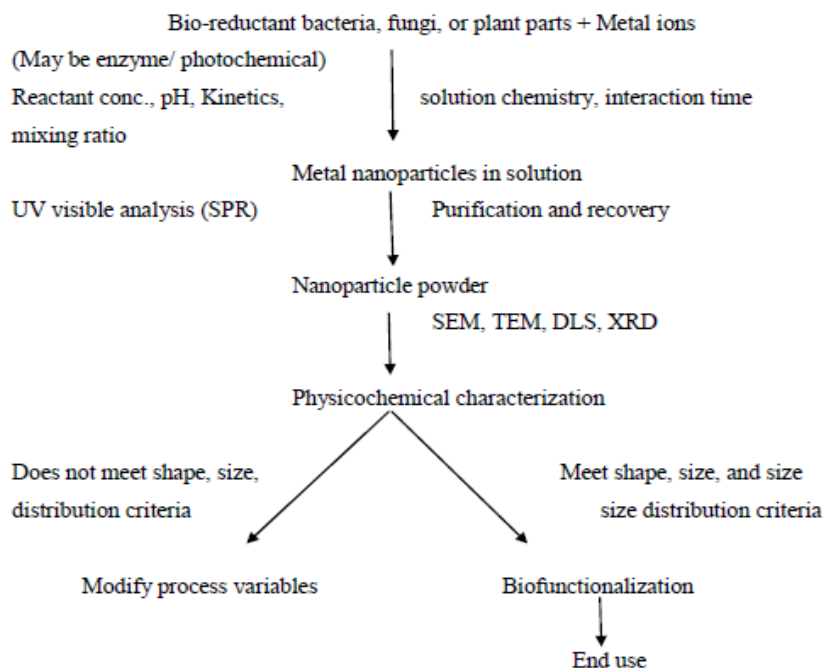 Bio-reductant bacteria, fungi, or plant parts + Metal ions
(May be enzyme/ photochemical)
Reactant conc., pH, Kinetics,
mixing ratio
solution chemistry, interaction time
Metal nanoparticles in solution
UV visible analysis (SPR)
Purification and recovery
Nanoparticle powder
SEM, TEM, DLS, XRD
Physicochemical characterization
Does not meet shape, size,
distribution criteria
Meet shape, size, and size
size distribution criteria
Modify process variables
Biofunctionalization
End use